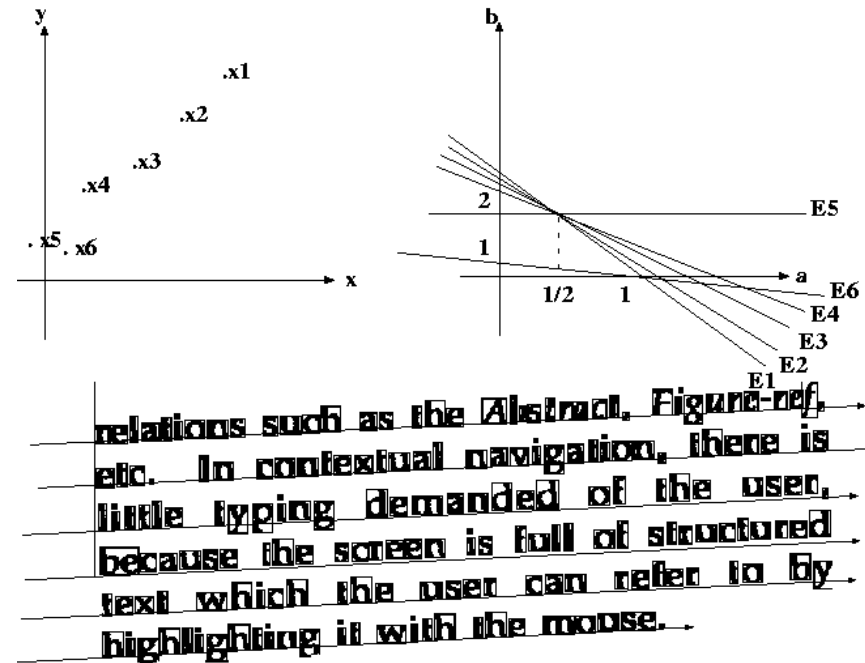 y
b
.x1
.x2
.x3
.x4
.x5
.x6
x
2
1
1/2
1
a
E5
E6
E4
E3
E2
E1
relations such as the Abstract, Figure-ref,
etc. In contextual navigation, there is
little typing demanded of the user,
because the screen is full of structured
text which the user can refer to by
highlighting it with the mouse.